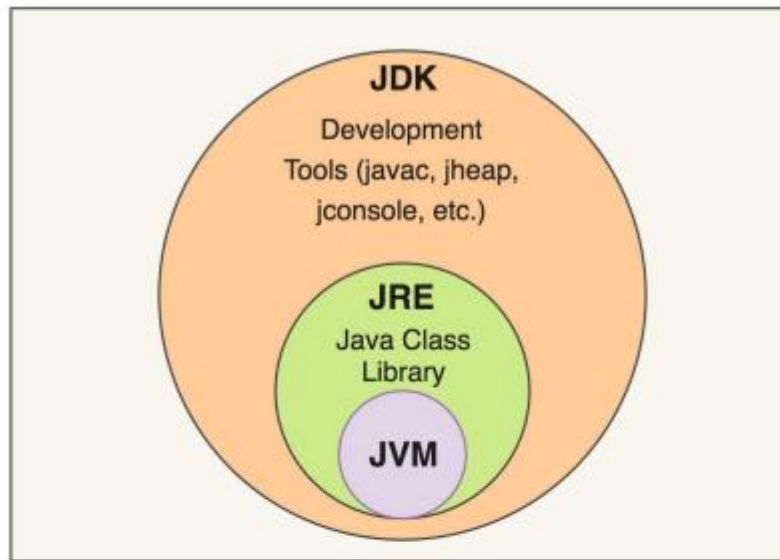 JDK
Development
Tools (javac, jheap,
jconsole, etc.)
JRE
Java Class
Library
JVM